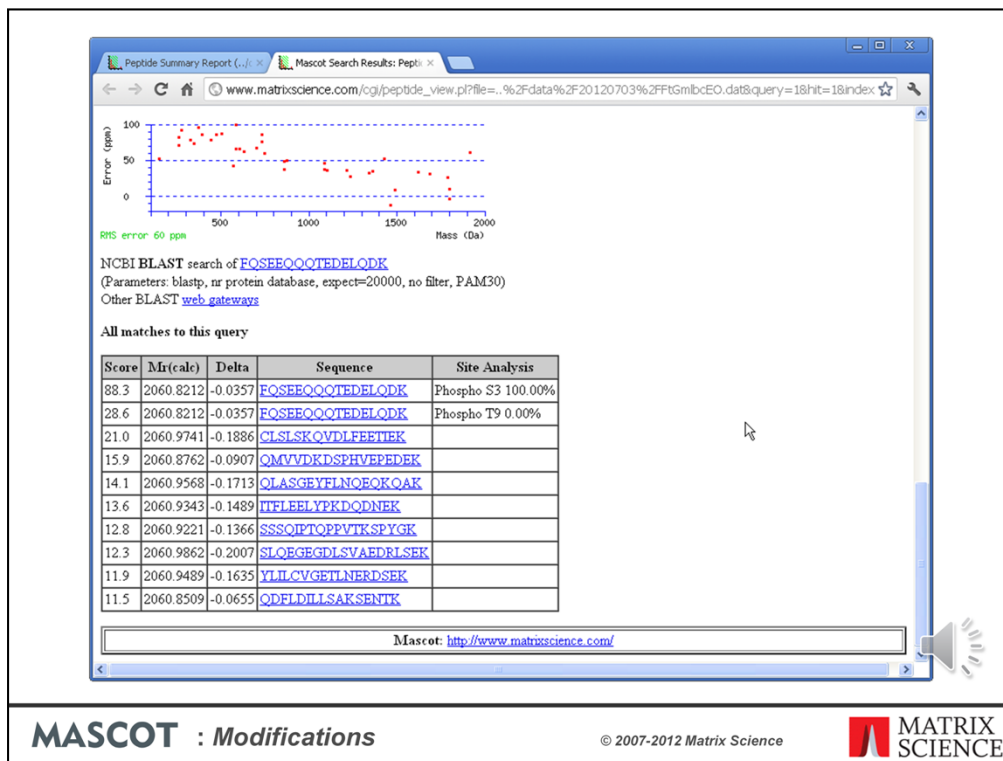 Peptide Summary Report (../c
Mascot Search Results: Pepti
www.matrixscience.com/cgi/peptide_view.pl?file=..%2Fdata%2F20120703%2FFtGmlbcEO.dat&query=1&hit=1&index
Error (ppm)
100
50
0
500 1000 1500 2000
RMS error 60 ppm Mass (Da)
NCBI BLAST search of FQSEEQQQTEDELQDK
(Parameters: blastp, nr protein database, expect=20000, no filter, PAM30)
Other BLAST web gateways
All matches to this query
Score Mr(calc) Delta Sequence Site Analysis
88.3 2060.8212 -0.0357 FQSEEQQQTEDELQDK Phospho S3 100.00%
28.6 2060.8212 -0.0357 FQSEEQQQTEDELQDK Phospho T9 0.00%
21.0 2060.9741 -0.1886 CLSLSKQVDLFEETIEK
15.9 2060.8762 -0.0907 QMVVDKDSPHVEPEDEK
14.1 2060.9568 -0.1713 QLASGEYFLNQEQKQAK
13.6 2060.9343 -0.1489 ITFLEELYPKDQDNEK
12.8 2060.9221 -0.1366 SSSQIPTQPPVTKSPYGK
12.3 2060.9862 -0.2007 SLQEGEGDLSVAEDRLSEK
11.9 2060.9489 -0.1635 YLILCVGETLNERDSEK
11.5 2060.8509 -0.0655 QDFLDILLSAKSENTK
Mascot: http://www.matrixscience.com/
MASCOT : Modifications
© 2007-2012 Matrix Science
MATRIX
SCIENCE